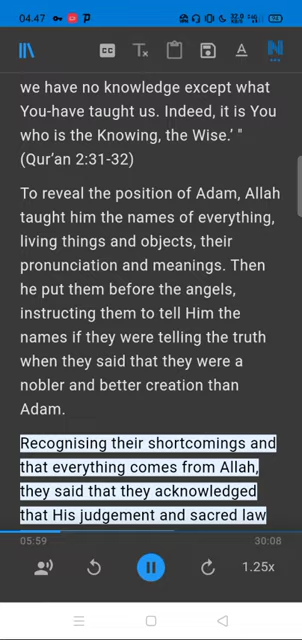 04.47
we have no knowledge except what
You-have taught us. Indeed, it is You
who is the Knowing, the Wise.' "
(Qur'an 2:31-32)
To reveal the position of Adam, Allah
taught him the names of everything,
living things and objects, their
pronunciation and meanings. Then
he put them before the angels,
instructing them to tell Him the
names if they were telling the truth
when they said that they were a
nobler and better creation than
Adam.
Recognising their shortcomings and
that everything comes from Allah,
they said that they acknowledged
that His judgement and sacred law
05:59 30:08
1.25x